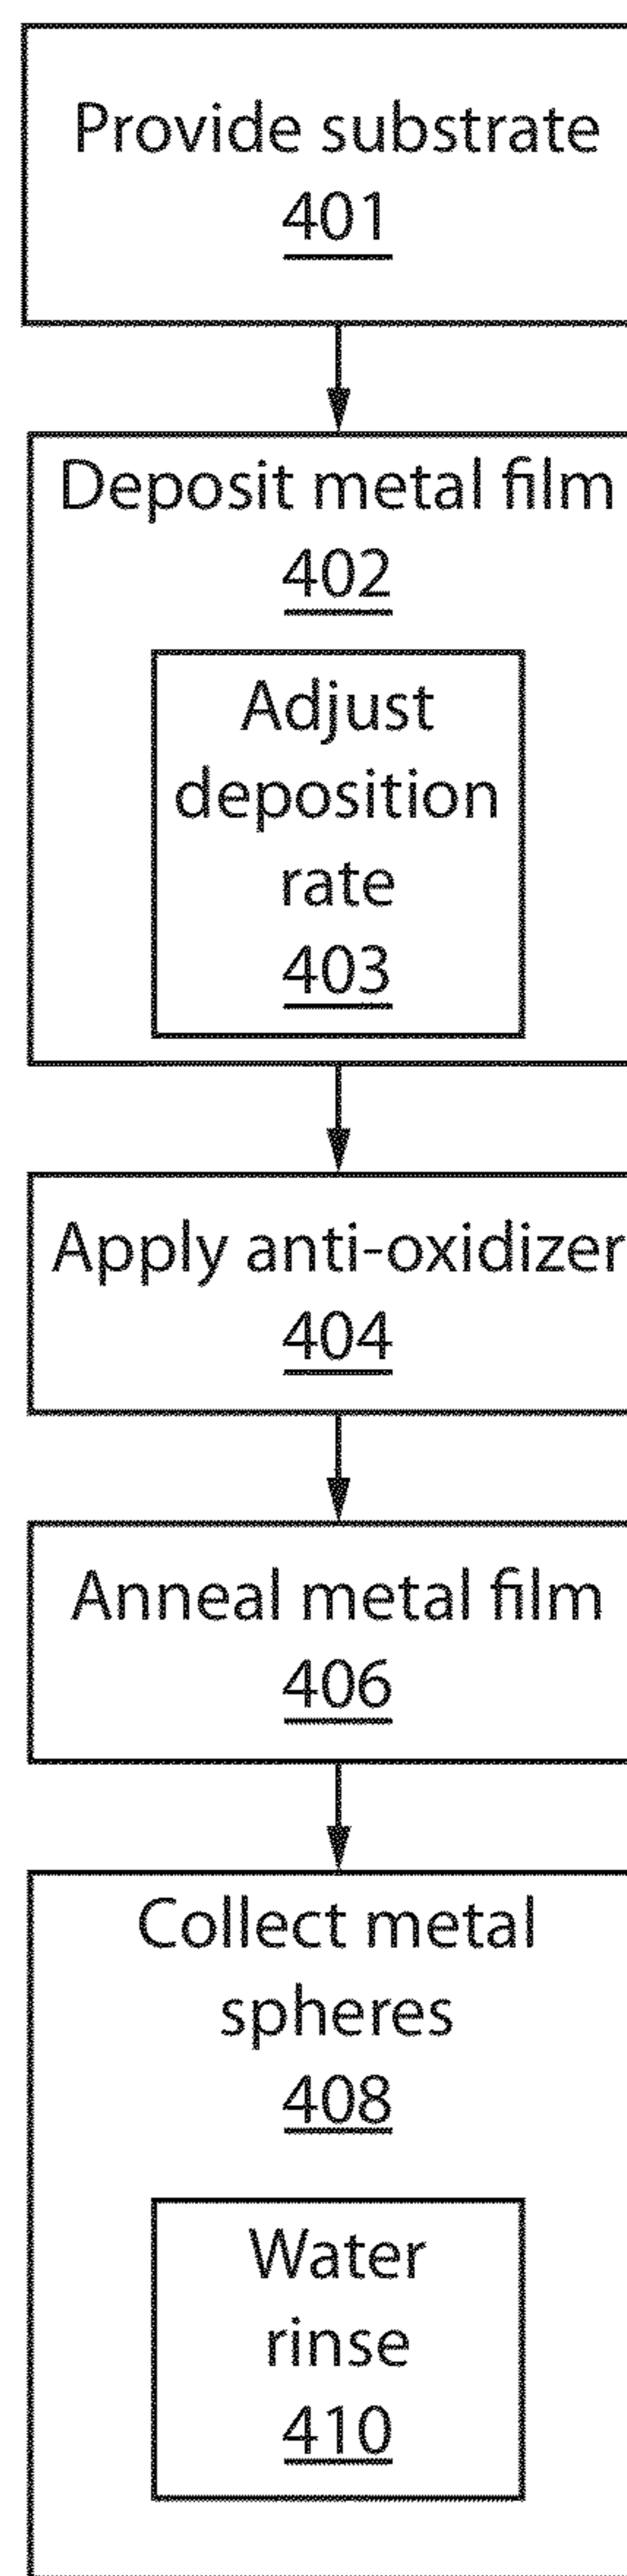 Provide substrate
401
Deposit metal film
402
Adjust
deposition
rate
403
Apply anti-oxidizer
404
Anneal metal film
406
Collect metal
spheres
408
Water
rinse
410